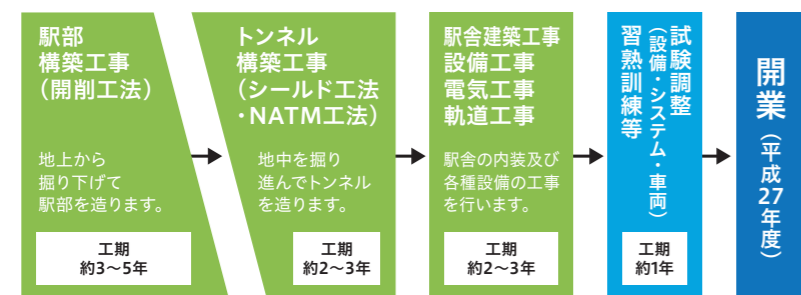 駅部
構築工事
（開削工法）
地上から
掘り下げて
駅部を造ります。
工期
約3〜5年
トンネル
構築工事
（シールド工法
・NATM工法）
地中を掘り
進んでトンネル
を造ります。
工期
約2〜3年
駅舎建築工事
設備工事
電気工事
軌道工事
駅舎の内装及び
各種設備の工事
を行います。
工期
約2〜3年
試験調整
（設備・システム・車両）
習熟訓練等
工期
約1年
開業（平成27年度）